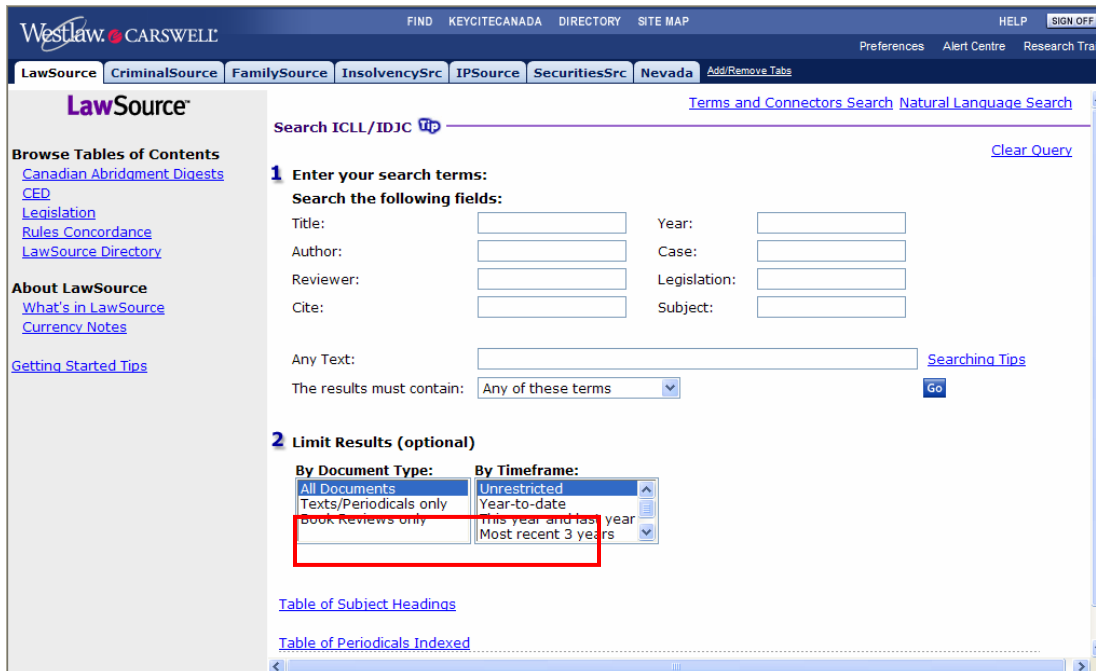 FIND KEYCITECANADA DIRECTORY SITE MAP HELP SIGN OFF
Westlaw. CARSWELL
Preferences Alert Centre Research Tra
LawSource CriminalSource FamilySource InsolvencySrc IPSource SecuritiesSrc Nevada Add/Remove Tabs
LawSource
Terms and Connectors Search Natural Language Search
Search ICLL/IDJC Tip
Clear Query
Browse Tables of Contents
Canadian Abridgment Digests
CED
Legislation
Rules Concordance
LawSource Directory
About LawSource
What's in LawSource
Currency Notes
Getting Started Tips
1 Enter your search terms:
Search the following fields:
Title: Year:
Author: Case:
Reviewer: Legislation:
Cite: Subject:
Any Text: Searching Tips
The results must contain: Any of these terms Go
2 Limit Results (optional)
By Document Type: By Timeframe:
All Documents Unrestricted
Texts/Periodicals only Year-to-date
Book Reviews only This year and last year
Most recent 3 years
Table of Subject Headings
Table of Periodicals Indexed